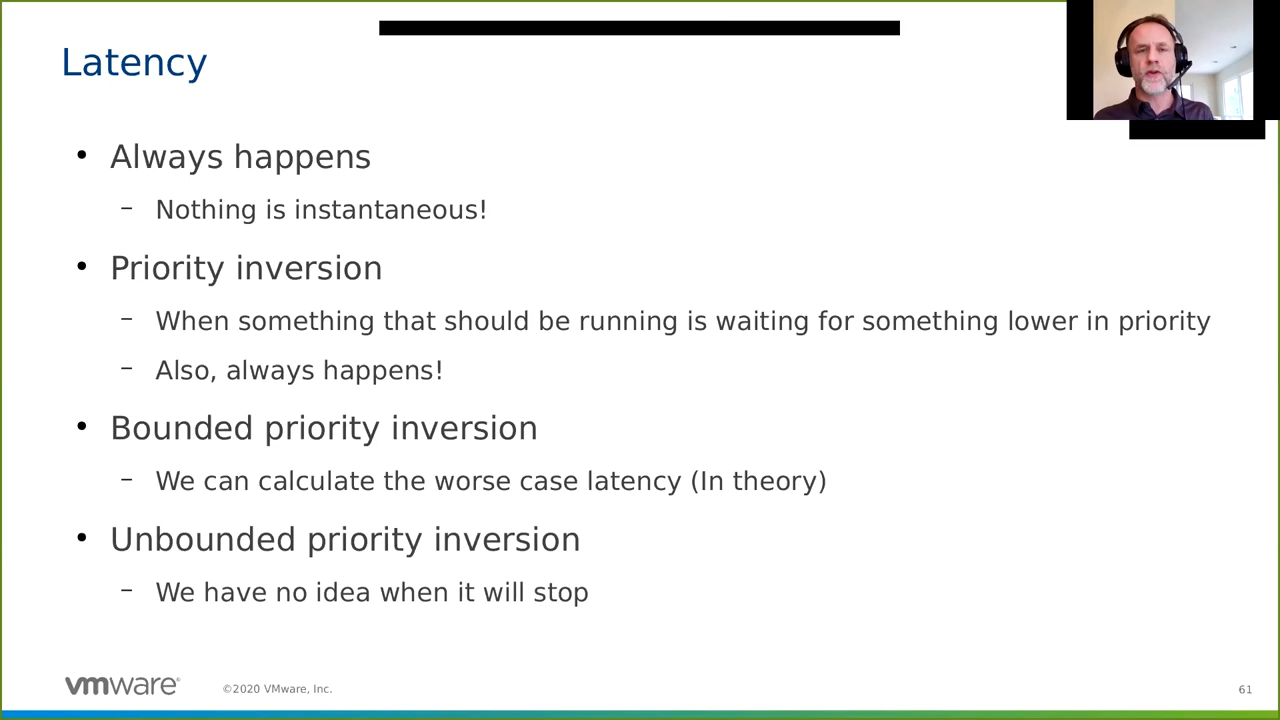 Latency
• Always happens
– Nothing is instantaneous!
• Priority inversion
– When something that should be running is waiting for something lower in priority
– Also, always happens!
• Bounded priority inversion
– We can calculate the worse case latency (In theory)
• Unbounded priority inversion
– We have no idea when it will stop
vmware®
©2020 VMware, Inc.
61